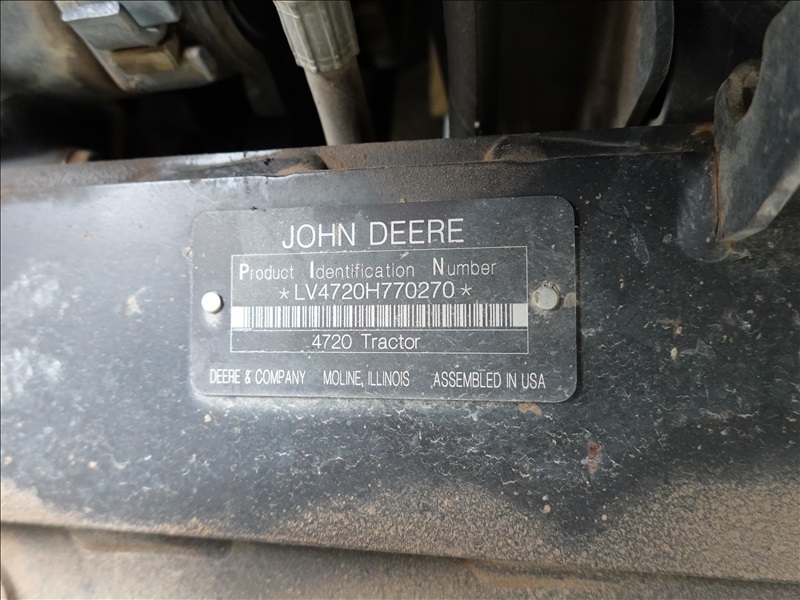 JOHN DEERE
Product Identification Number
*LV4720H770270*
4720 Tractor
DEERE & COMPANY MOLINE, ILLINOIS ASSEMBLED IN USA